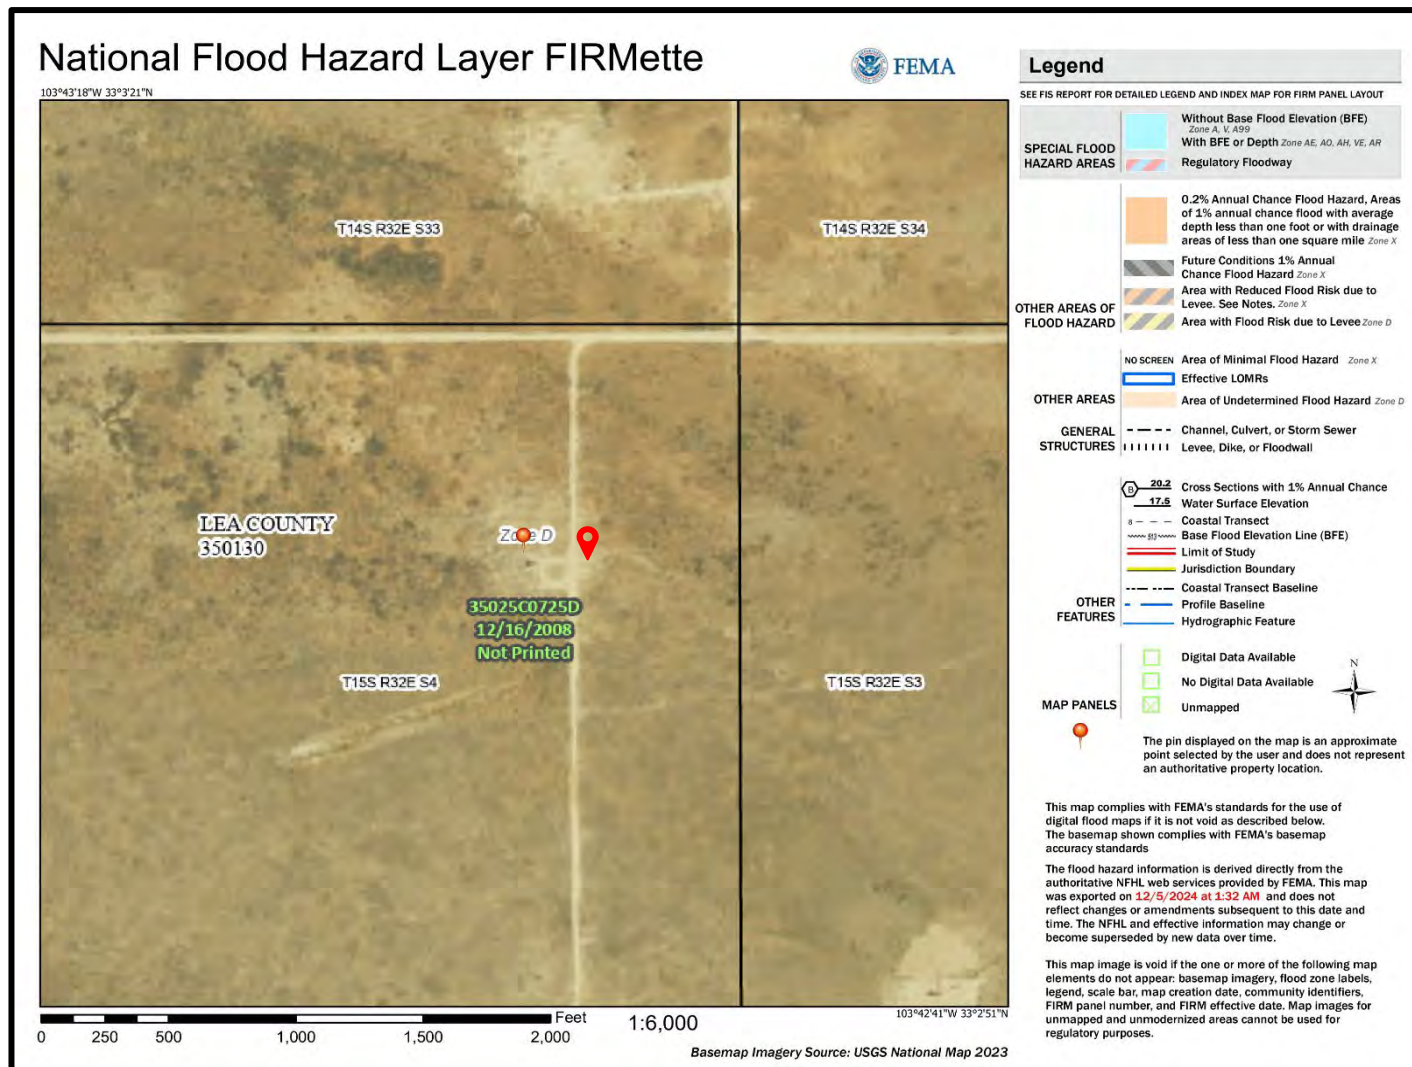 National Flood Hazard Layer FIRMette
FEMA
103°43'18"W 33°3'21"N
T14S R32E S33
T14S R32E S34
LEA COUNTY
350130
Zone D
35025C0725D
12/16/2008
Not Printed
T15S R32E S4
T15S R32E S3
103°42'41"W 33°2'51"N
Feet
1:6,000
0 250 500 1,000 1,500 2,000
Basemap Imagery Source: USGS National Map 2023
Legend
SEE FIS REPORT FOR DETAILED LEGEND AND INDEX MAP FOR FIRM PANEL LAYOUT
SPECIAL FLOOD
HAZARD AREAS
Without Base Flood Elevation (BFE)
Zone A, V, A99
With BFE or Depth Zone AE, AO, AH, VE, AR
Regulatory Floodway
OTHER AREAS OF
FLOOD HAZARD
0.2% Annual Chance Flood Hazard, Areas
of 1% annual chance flood with average
depth less than one foot or with drainage
areas of less than one square mile Zone X
Future Conditions 1% Annual
Chance Flood Hazard Zone X
Area with Reduced Flood Risk due to
Levee. See Notes. Zone X
Area with Flood Risk due to Levee Zone D
OTHER AREAS
NO SCREEN Area of Minimal Flood Hazard Zone X
Effective LOMRs
Area of Undetermined Flood Hazard Zone D
GENERAL
STRUCTURES
Channel, Culvert, or Storm Sewer
Levee, Dike, or Floodwall
OTHER
FEATURES
B 20.2 Cross Sections with 1% Annual Chance
17.5 Water Surface Elevation
8 Coastal Transect
513 Base Flood Elevation Line (BFE)
Limit of Study
Jurisdiction Boundary
Coastal Transect Baseline
Profile Baseline
Hydrographic Feature
MAP PANELS
Digital Data Available
No Digital Data Available
Unmapped
N
The pin displayed on the map is an approximate
point selected by the user and does not represent
an authoritative property location.
This map complies with FEMA's standards for the use of
digital flood maps if it is not void as described below.
The basemap shown complies with FEMA's basemap
accuracy standards
The flood hazard information is derived directly from the
authoritative NFHL web services provided by FEMA. This map
was exported on 12/5/2024 at 1:32 AM and does not
reflect changes or amendments subsequent to this date and
time. The NFHL and effective information may change or
become superseded by new data over time.
This map image is void if the one or more of the following map
elements do not appear: basemap imagery, flood zone labels,
legend, scale bar, map creation date, community identifiers,
FIRM panel number, and FIRM effective date. Map images for
unmapped and unmodernized areas cannot be used for
regulatory purposes.